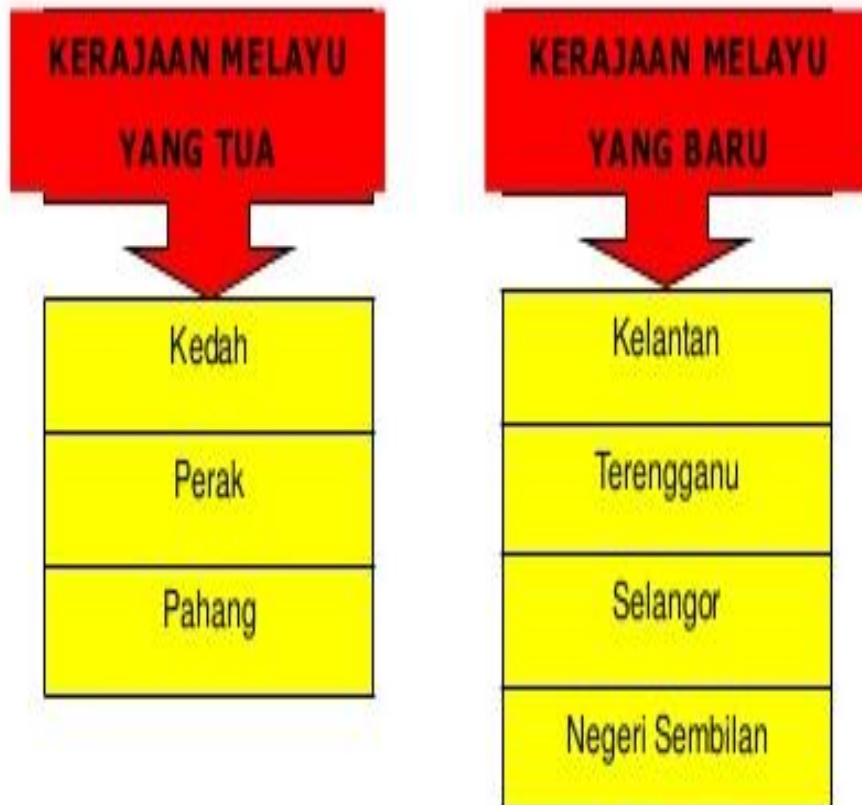 KERAJAAN MELAYU
YANG TUA
Kedah
Perak
Pahang
KERAJAAN MELAYU
YANG BARU
Kelantan
Terengganu
Selangor
Negeri Sembilan